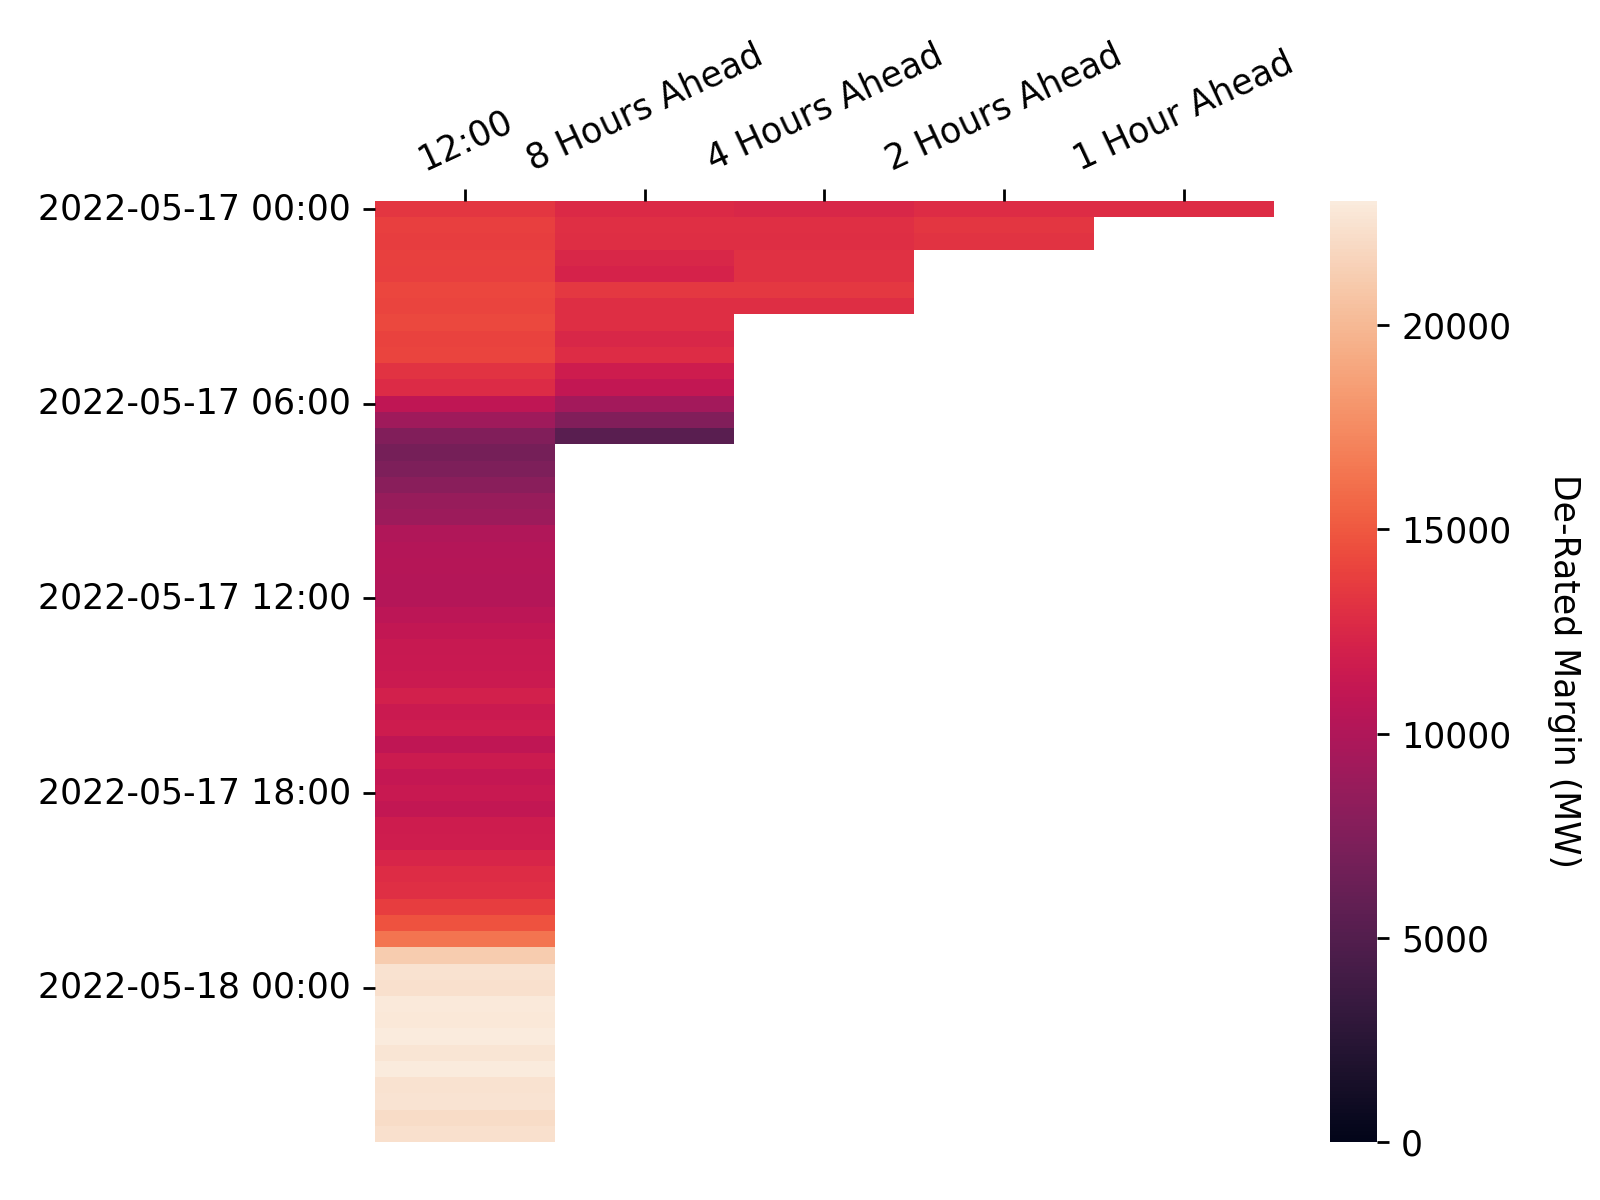 12:00
8 Hours Ahead
4 Hours Ahead
2 Hours Ahead
1 Hour Ahead
2022-05-17 00:00
2022-05-17 06:00
2022-05-17 12:00
2022-05-17 18:00
2022-05-18 00:00
20000
15000
10000
5000
0
De-Rated Margin (MW)